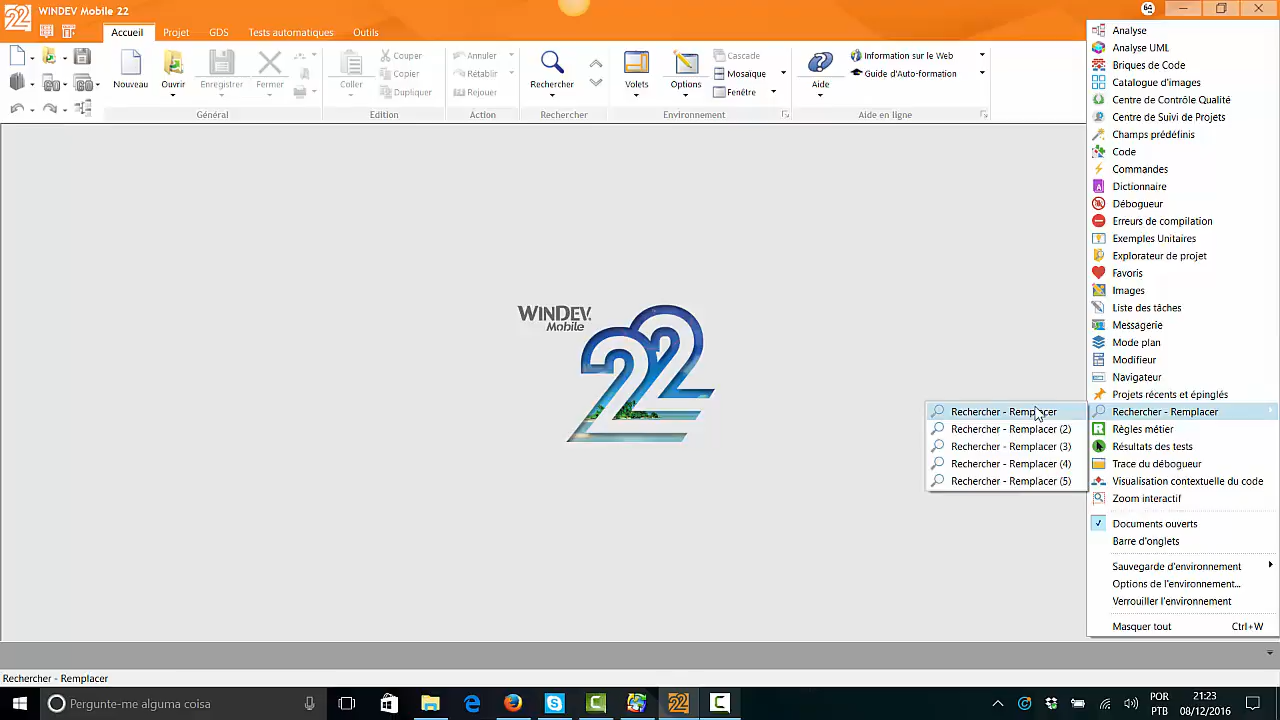 22 WINDEV Mobile 22
64
Accueil Projet GDS Tests automatiques Outils
Nouveau Ouvrir Enregistrer Fermer
Coller Couper
Copier
Dupliquer
Annuler
Rétablir
Rejouer
Rechercher
Volets Options
Cascade
Mosaïque
Fenêtre
Aide
Information sur le Web
Guide d'AutoFormation
Général Edition Action Rechercher Environnement Aide en ligne
WINDEV
Mobile
22
Analyse
Analyse UML
Briques de Code
Catalogue d'images
Centre de Contrôle Qualité
Centre de Suivi de Projets
Champs prédéfinis
Code
Commandes
Dictionnaire
Débogueur
Erreurs de compilation
Exemples Unitaires
Explorateur de projet
Favoris
Images
Liste des tâches
Messagerie
Mode plan
Modifieur
Navigateur
Projets récents et épinglés
Rechercher - Remplacer
Règles métier
Résultats des tests
Trace du débogueur
Visualisation contextuelle du code
Zoom interactif
Documents ouverts
Barre d'onglets
Sauvegarde d'environnement
Options de l'environnement...
Verrouiller l'environnement
Masquer tout Ctrl+W
Rechercher - Remplacer
Rechercher - Remplacer (2)
Rechercher - Remplacer (3)
Rechercher - Remplacer (4)
Rechercher - Remplacer (5)
Rechercher - Remplacer
Pergunte-me alguma coisa
22
POR
PTB
21:23
08/12/2016